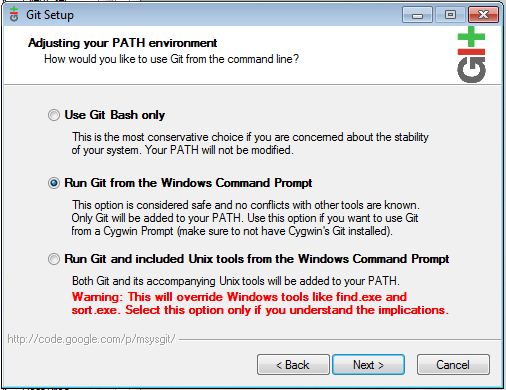 Git Setup
Adjusting your PATH environment
How would you like to use Git from the command line?
Use Git Bash only
This is the most conservative choice if you are concerned about the stability
of your system. Your PATH will not be modified.
Run Git from the Windows Command Prompt
This option is considered safe and no conflicts with other tools are known.
Only Git will be added to your PATH. Use this option if you want to use Git
from a Cygwin Prompt (make sure to not have Cygwin's Git installed).
Run Git and included Unix tools from the Windows Command Prompt
Both Git and its accompanying Unix tools will be added to your PATH.
Warning: This will override Windows tools like find.exe and
sort.exe. Select this option only if you understand the implications.
http://code.google.com/p/msysgit/
< Back
Next >
Cancel